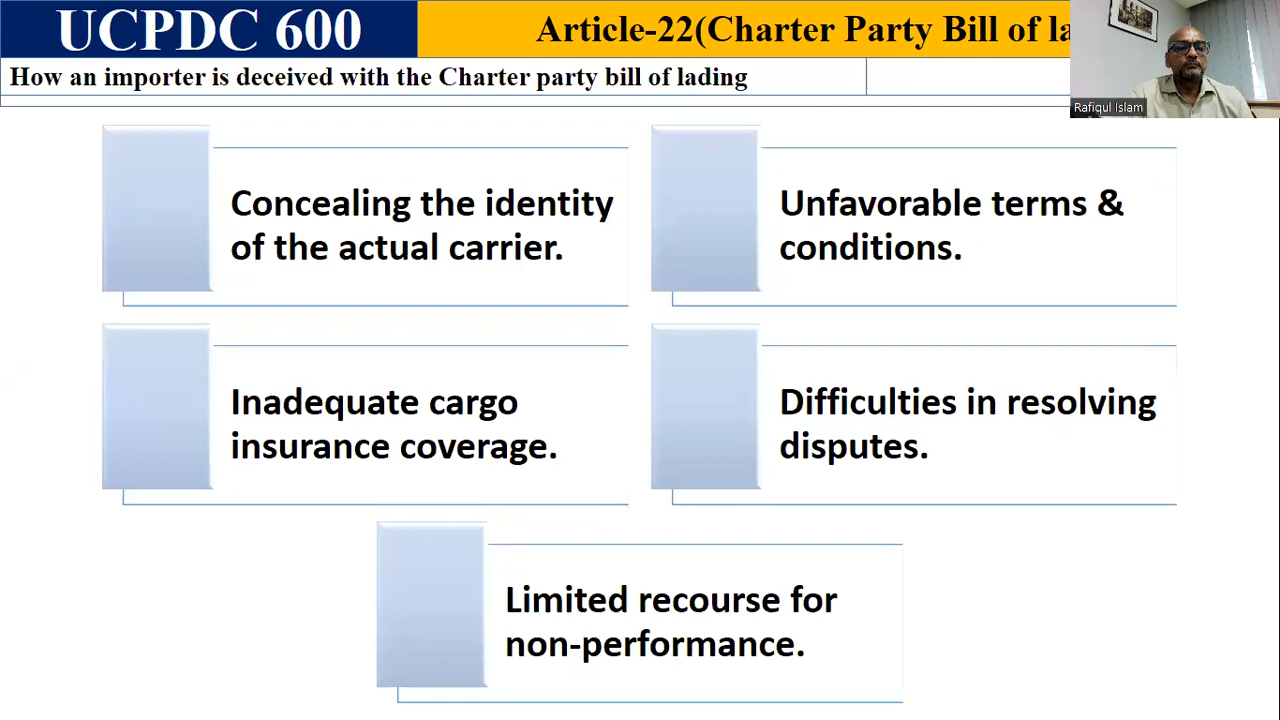 UCPDC 600
Article-22(Charter Party Bill of
How an importer is deceived with the Charter party bill of lading
Rafiqul Islam
Concealing the identity
of the actual carrier.
Unfavorable terms &
conditions.
Inadequate cargo
insurance coverage.
Difficulties in resolving
disputes.
Limited recourse for
non-performance.